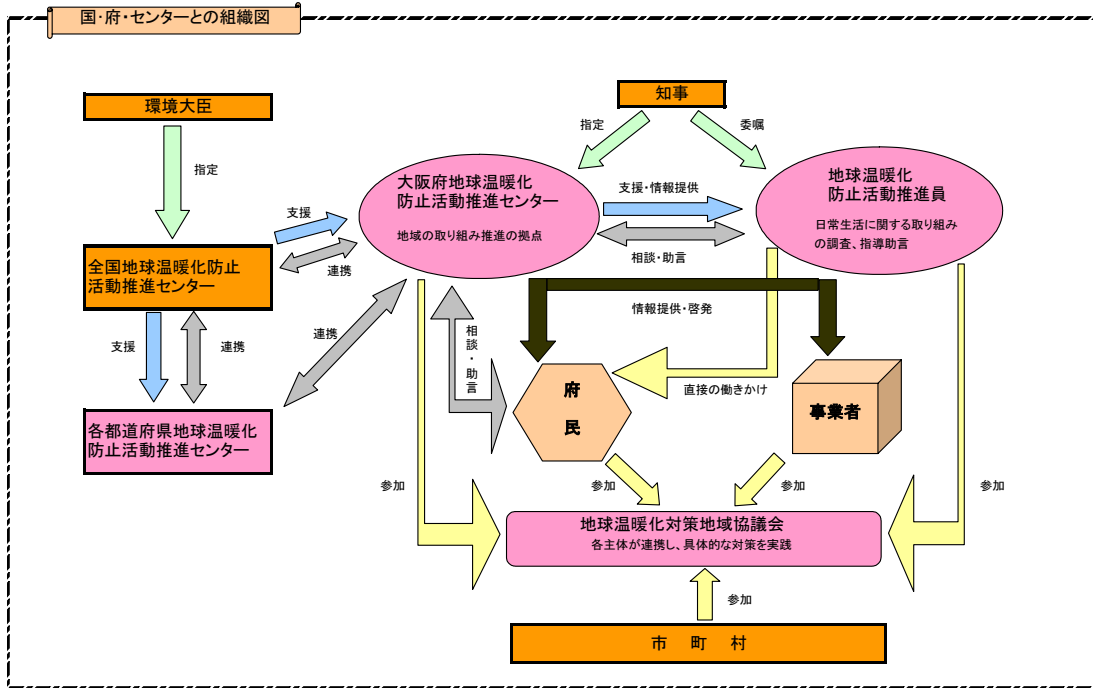 国・府・センターとの組織図
環境大臣
知事
指定
委嘱
指定
大阪府地球温暖化
防止活動推進センター
地域の取り組み推進の拠点
支援・情報提供
相談・助言
地球温暖化
防止活動推進員
日常生活に関する取り組み
の調査、指導助言
支援
連携
全国地球温暖化防止
活動推進センター
支援
連携
連携
相談・助言
情報提供・啓発
直接の働きかけ
府
民
事業者
各都道府県地球温暖化
防止活動推進センター
参加
参加
参加
参加
地球温暖化対策地域協議会
各主体が連携し、具体的な対策を実践
参加
市 町 村